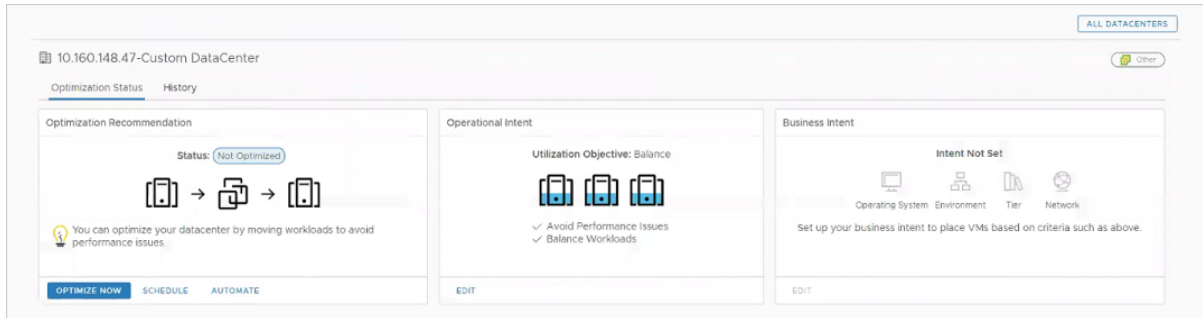 ALL DATACENTERS
10.160.148.47-Custom DataCenter
Other
Optimization Status History
Optimization Recommendation
Status: Not Optimized
You can optimize your datacenter by moving workloads to avoid
performance issues.
OPTIMIZE NOW SCHEDULE AUTOMATE
Operational Intent
Utilization Objective: Balance
Avoid Performance Issues
Balance Workloads
EDIT
Business Intent
Intent Not Set
Operating System Environment Tier Network
Set up your business intent to place VMs based on criteria such as above.
EDIT